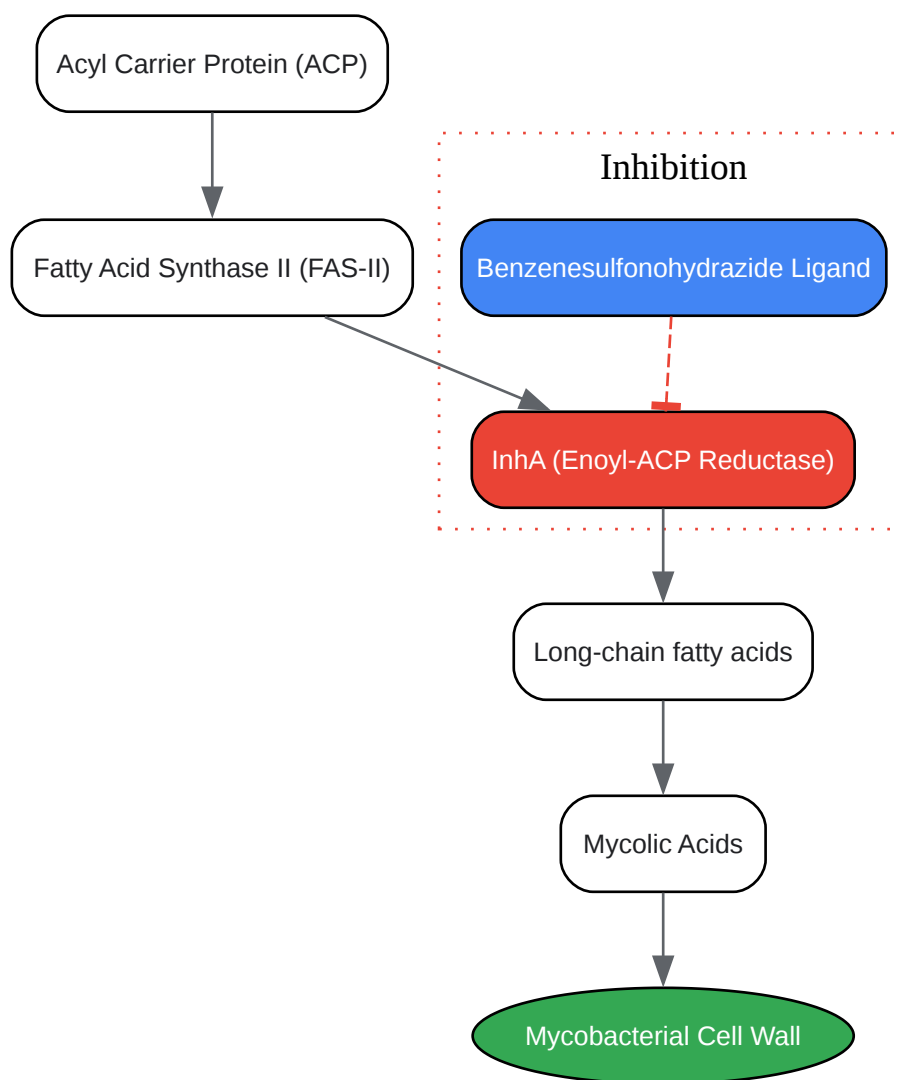 Acyl Carrier Protein (ACP)
Inhibition
Fatty Acid Synthase II (FAS-II)
Benzenesulfonohydrazide Ligand
InhA (Enoyl-ACP Reductase)
Long-chain fatty acids
Mycolic Acids
Mycobacterial Cell Wall